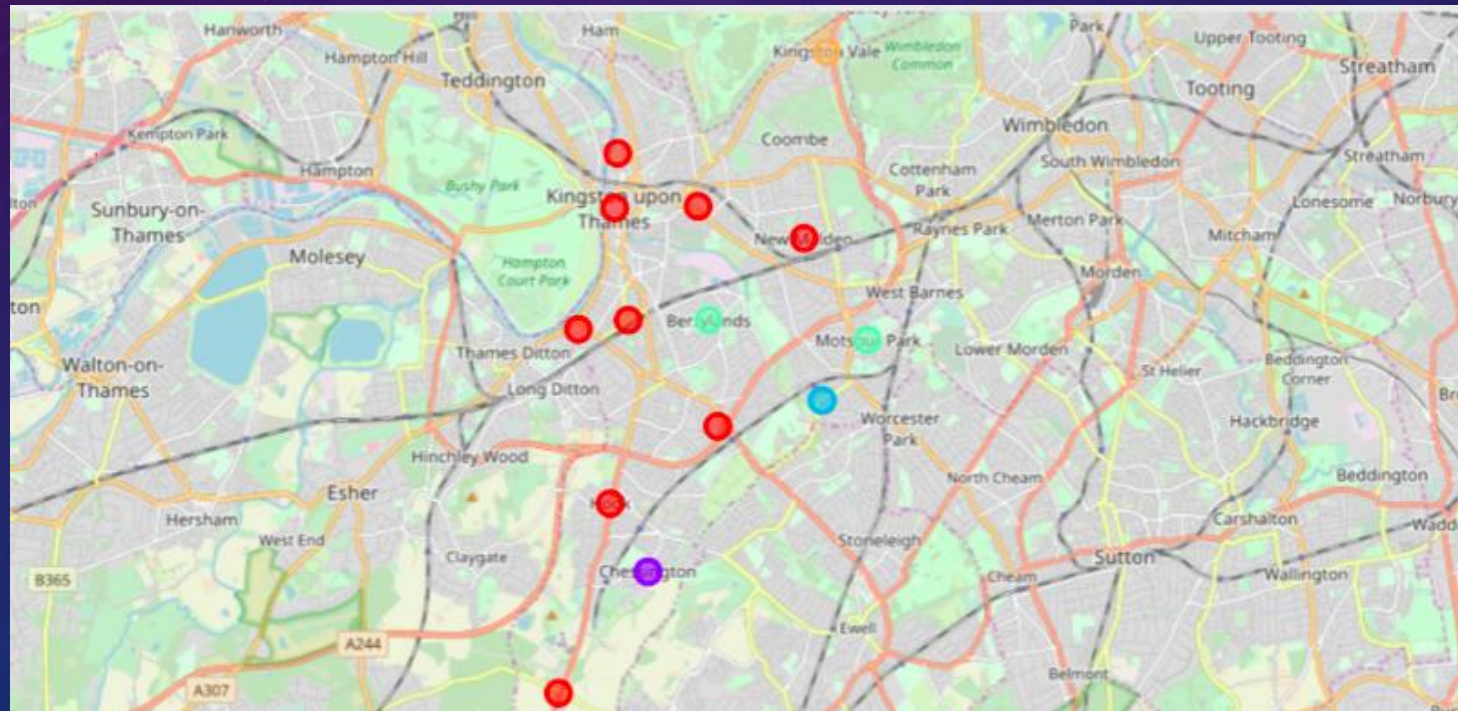 Hanworth
Ham
Kingston Vale
Wimbledon
Common
Park
Upper Tooting
Streatham
Hampton Hill
Teddington
Tooting
Kempton Park
Coombe
Wimbledon
Hampton
Cottenham
Park
South Wimbledon
Streatham
Bushy Park
Kingston upon
Thames
Sunbury-on-
Thames
Lonesome
Norbury
Merton Park
Raynes Park
Mitcham
Molesey
Hampton
Court Park
Morden
West Barnes
Thames Ditton
Lower Morden
Beddington
Corner
St Helier
Walton-on-
Thames
Long Ditton
Worcester
Park
Hackbridge
Hinchley Wood
North Cheam
Beddington
Esher
Hersham
West End
Carshalton
Stoneleigh
Claygate
Sutton
Cheam
Wallington
B365
Ewell
A244
Belmont
A307